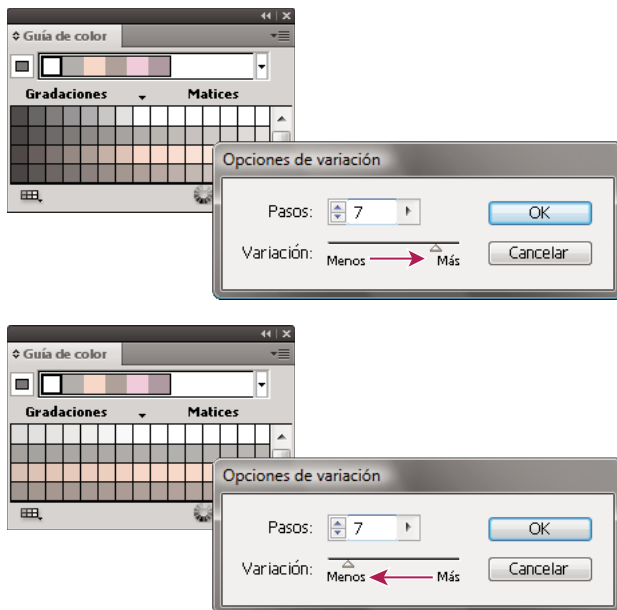 Guía de color
Gradaciones Matices
Opciones de variación
Pasos: 7 OK
Variación: Menos Más Cancelar
Guía de color
Gradaciones Matices
Opciones de variación
Pasos: 7 OK
Variación: Menos Más Cancelar